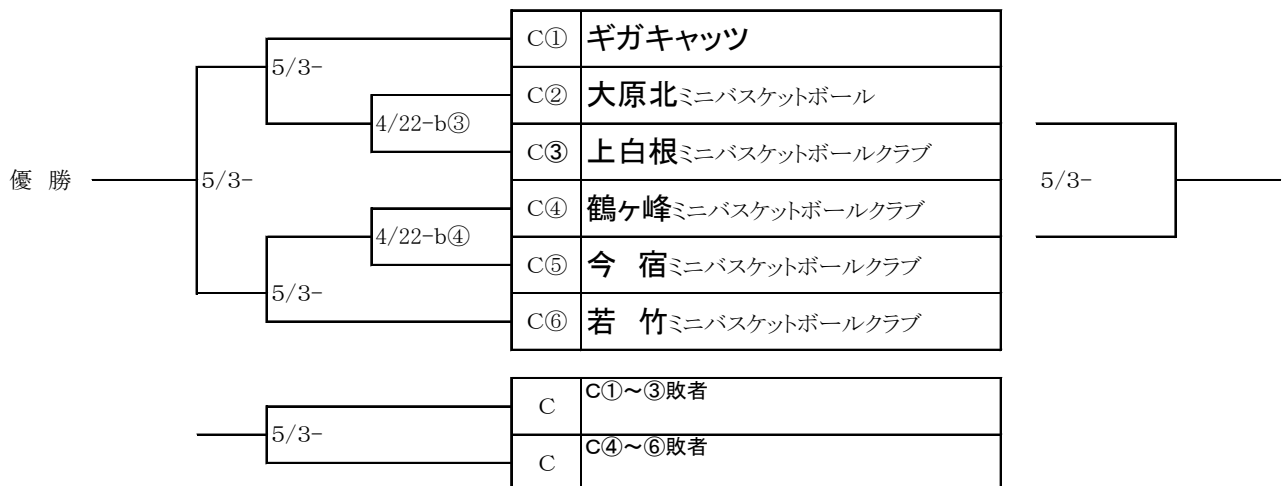 C① ギガキャッツ
5/3-
C② 大原北ミニバスケットボール
4/22-b③
C③ 上白根ミニバスケットボールクラブ
優 勝 5/3- 5/3-
C④ 鶴ヶ峰ミニバスケットボールクラブ
4/22-b④
C⑤ 今 宿ミニバスケットボールクラブ
5/3-
C⑥ 若 竹ミニバスケットボールクラブ
C C①～③敗者
5/3-
C C④～⑥敗者